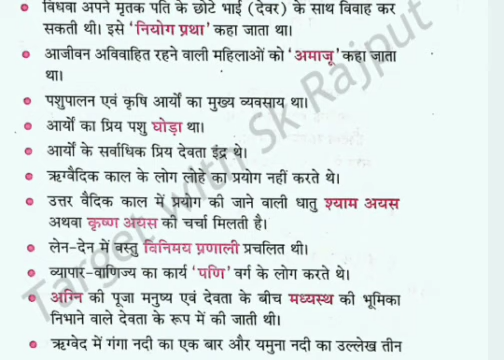 विधवा अपने मृतक पति के छोटे भाई (देवर) के साथ विवाह कर
सकती थी। इसे 'नियोग प्रथा' कहा जाता था।
आजीवन अविवाहित रहने वाली महिलाओं को 'अमाजू' कहा जाता
था।
पशुपालन एवं कृषि आर्यों का मुख्य व्यवसाय था।
आर्यों का प्रिय पशु घोड़ा था।
आर्यों के सर्वाधिक प्रिय देवता इंद्र थे।
ऋग्वैदिक काल के लोग लोहे का प्रयोग नहीं करते थे।
उत्तर वैदिक काल में प्रयोग की जाने वाली धातु श्याम अयस
अथवा कृष्ण अयस की चर्चा मिलती है।
लेन-देन में वस्तु विनिमय प्रणाली प्रचलित थी।
व्यापार-वाणिज्य का कार्य 'पणि' वर्ग के लोग करते थे।
अग्नि की पूजा मनुष्य एवं देवता के बीच मध्यस्थ की भूमिका
निभाने वाले देवता के रूप में की जाती थी।
ऋग्वेद में गंगा नदी का एक बार और यमुना नदी का उल्लेख तीन
Target with Sk Rajput